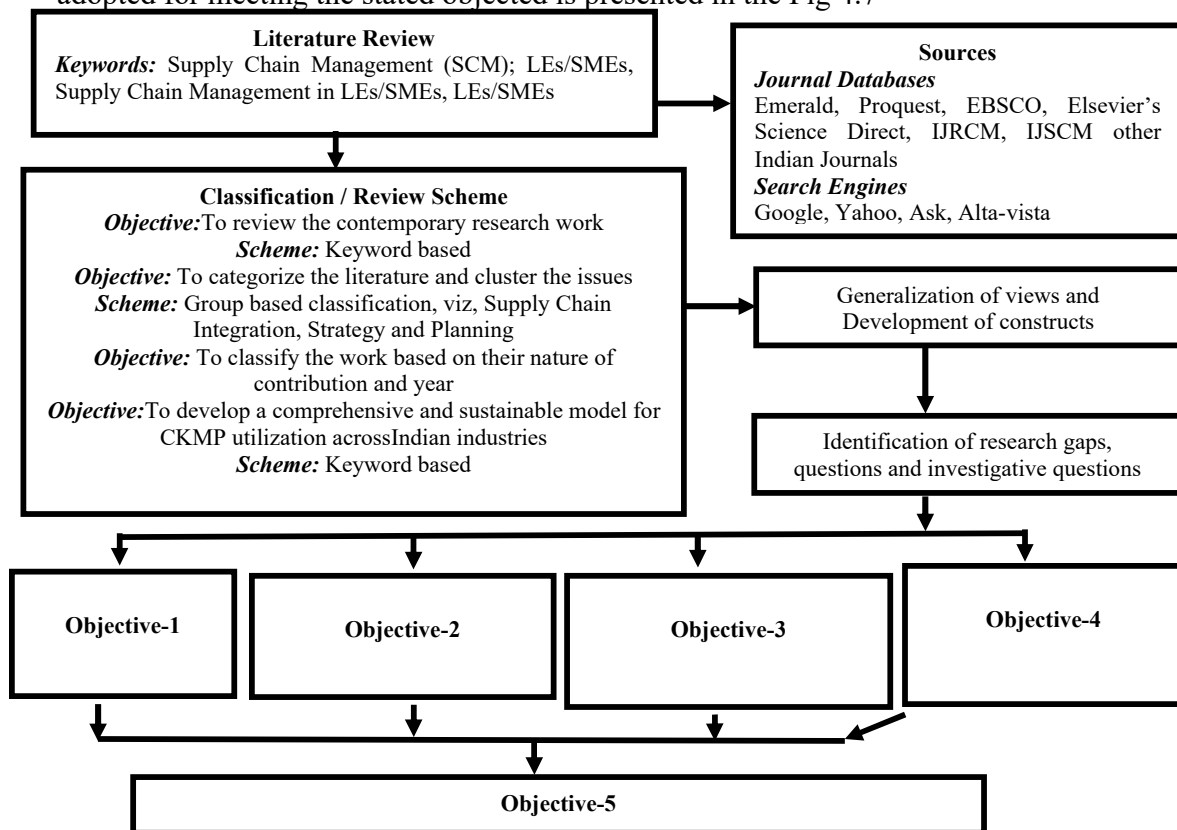 adopted for meeting the stated objected is presented in the Fig 4.7
Literature Review
Keywords: Supply Chain Management (SCM); LEs/SMEs,
Supply Chain Management in LEs/SMEs, LEs/SMEs
Sources
Journal Databases
Emerald, Proquest, EBSCO, Elsevier's
Science Direct, IJRCM, IJSCM other
Indian Journals
Search Engines
Google, Yahoo, Ask, Alta-vista
Classification / Review Scheme
Objective:To review the contemporary research work
Scheme: Keyword based
Objective: To categorize the literature and cluster the issues
Scheme: Group based classification, viz, Supply Chain
Integration, Strategy and Planning
Objective: To classify the work based on their nature of
contribution and year
Objective:To develop a comprehensive and sustainable model for
CKMP utilization acrossIndian industries
Scheme: Keyword based
Generalization of views and
Development of constructs
Identification of research gaps,
questions and investigative questions
Objective-1
Objective-2
Objective-3
Objective-4
Objective-5